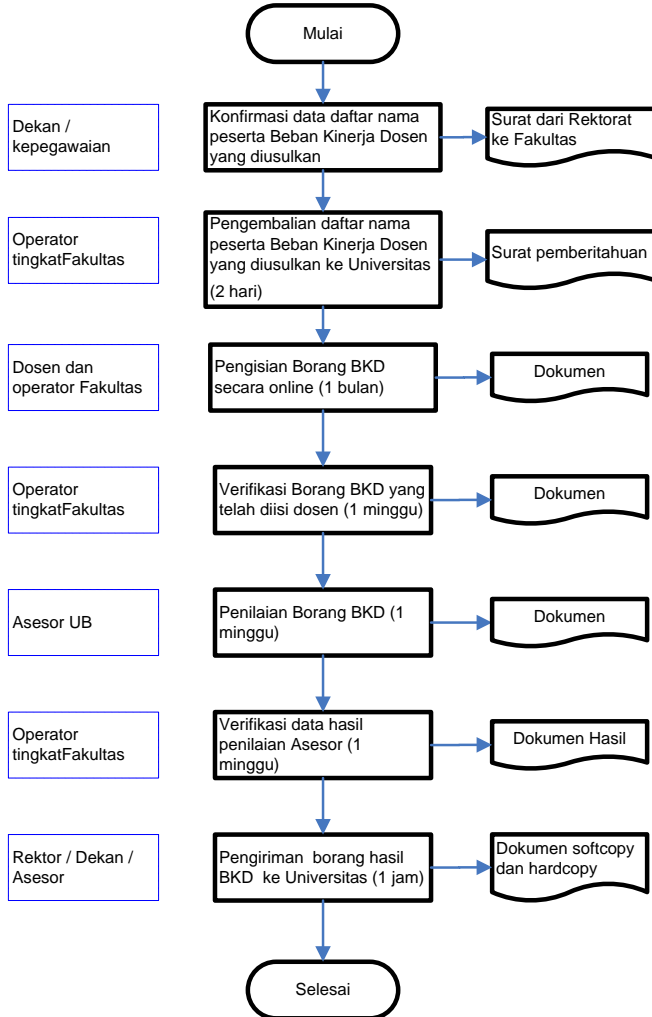 Mulai
Dekan /
kepegawaian
Konfirmasi data daftar nama
peserta Beban Kinerja Dosen
yang diusulkan
Surat dari Rektorat
ke Fakultas
Operator
tingkatFakultas
Pengembalian daftar nama
peserta Beban Kinerja Dosen
yang diusulkan ke Universitas
(2 hari)
Surat pemberitahuan
Dosen dan
operator Fakultas
Pengisian Borang BKD
secara online (1 bulan)
Dokumen
Operator
tingkatFakultas
Verifikasi Borang BKD yang
telah diisi dosen (1 minggu)
Dokumen
Asesor UB
Penilaian Borang BKD (1
minggu)
Dokumen
Operator
tingkatFakultas
Verifikasi data hasil
penilaian Asesor (1
minggu)
Dokumen Hasil
Rektor / Dekan /
Asesor
Pengiriman borang hasil
BKD ke Universitas (1 jam)
Dokumen softcopy
dan hardcopy
Selesai